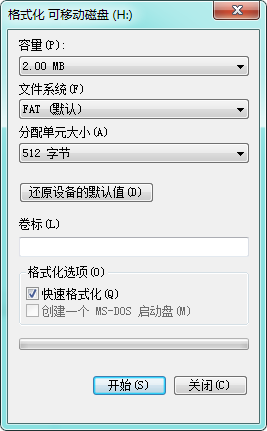 格式化 可移动磁盘 (H:)
容量(P):
2.00 MB
文件系统(F)
FAT (默认)
分配单元大小(A)
512 字节
还原设备的默认值(D)
卷标(L)
格式化选项(O)
快速格式化(Q)
创建一个 MS-DOS 启动盘(M)
开始(S)
关闭(C)